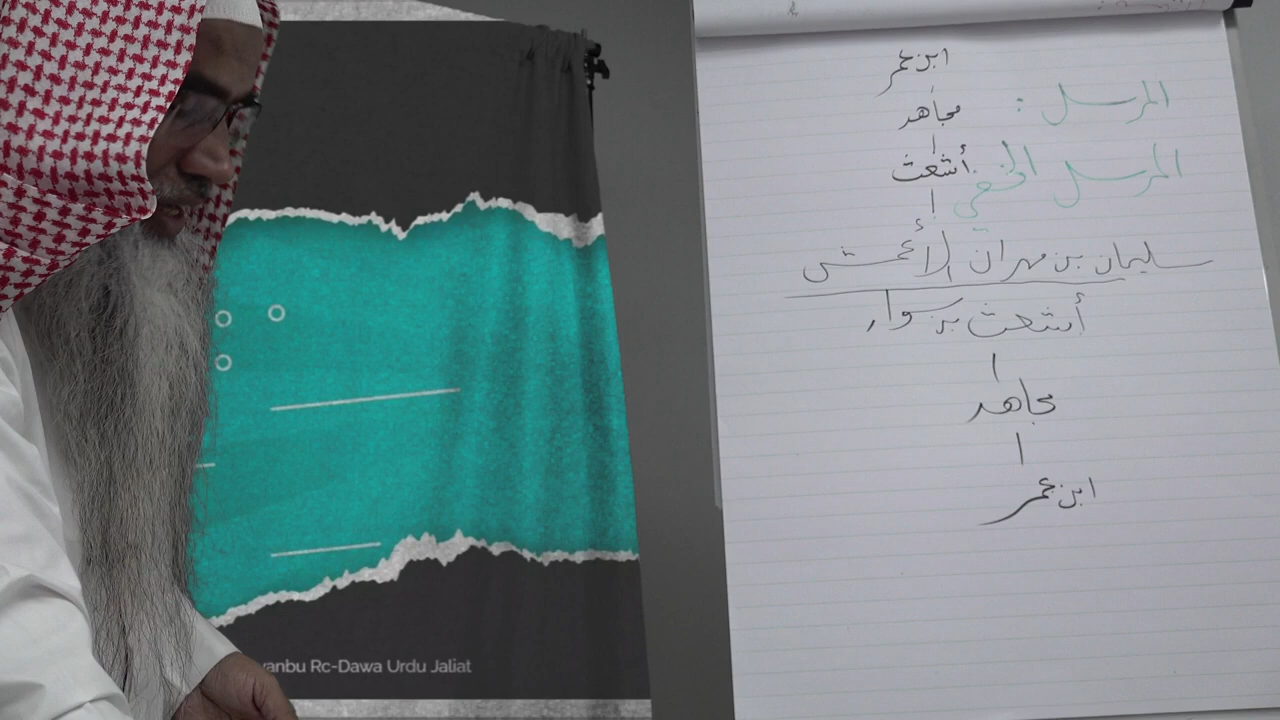 ابن عمر
مجاهد
أشعث
سليمان بن مهران الأعمش
أشعث بن سوار
مجاهد
ابن عمر
المرسل :
المرسل الخفي
yanbu Rc-Dawa Urdu Jaliat